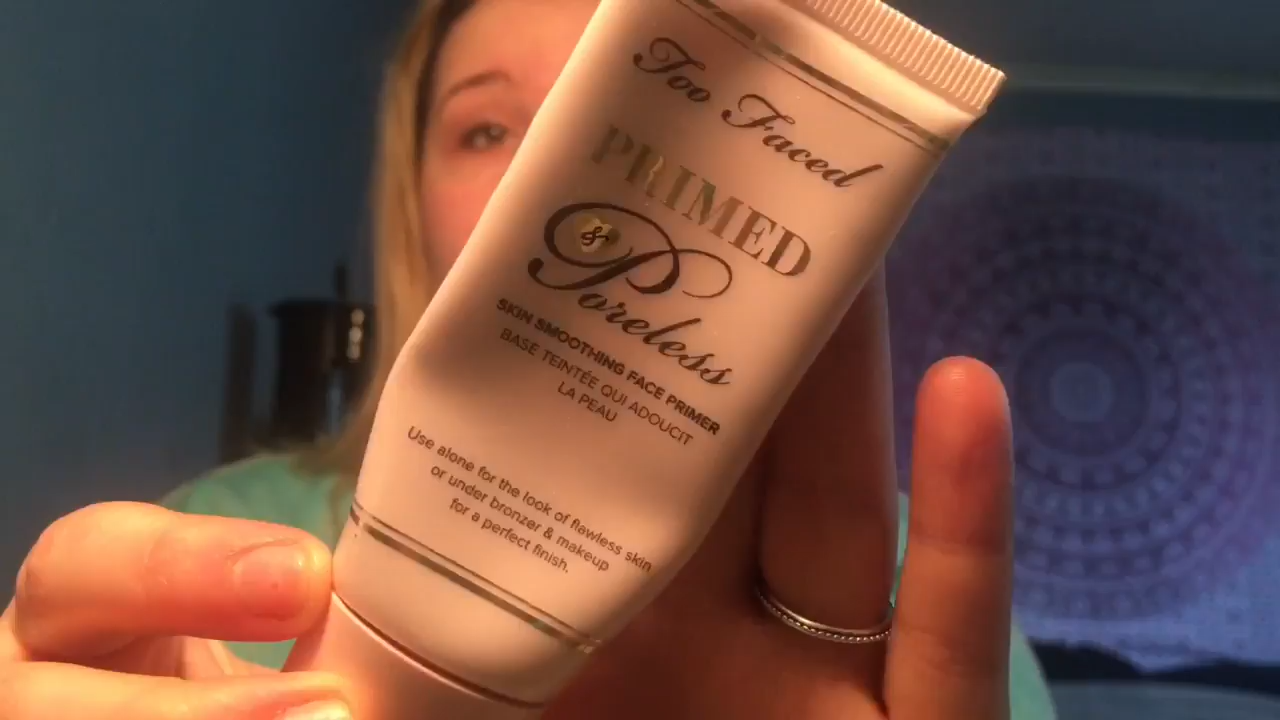 Too Faced
PRIMED
&
Poreless
SKIN SMOOTHING FACE PRIMER
BASE TEINTÉE QUI ADOUCIT
LA PEAU
Use alone for the look of flawless skin
or under bronzer & makeup
for a perfect finish.